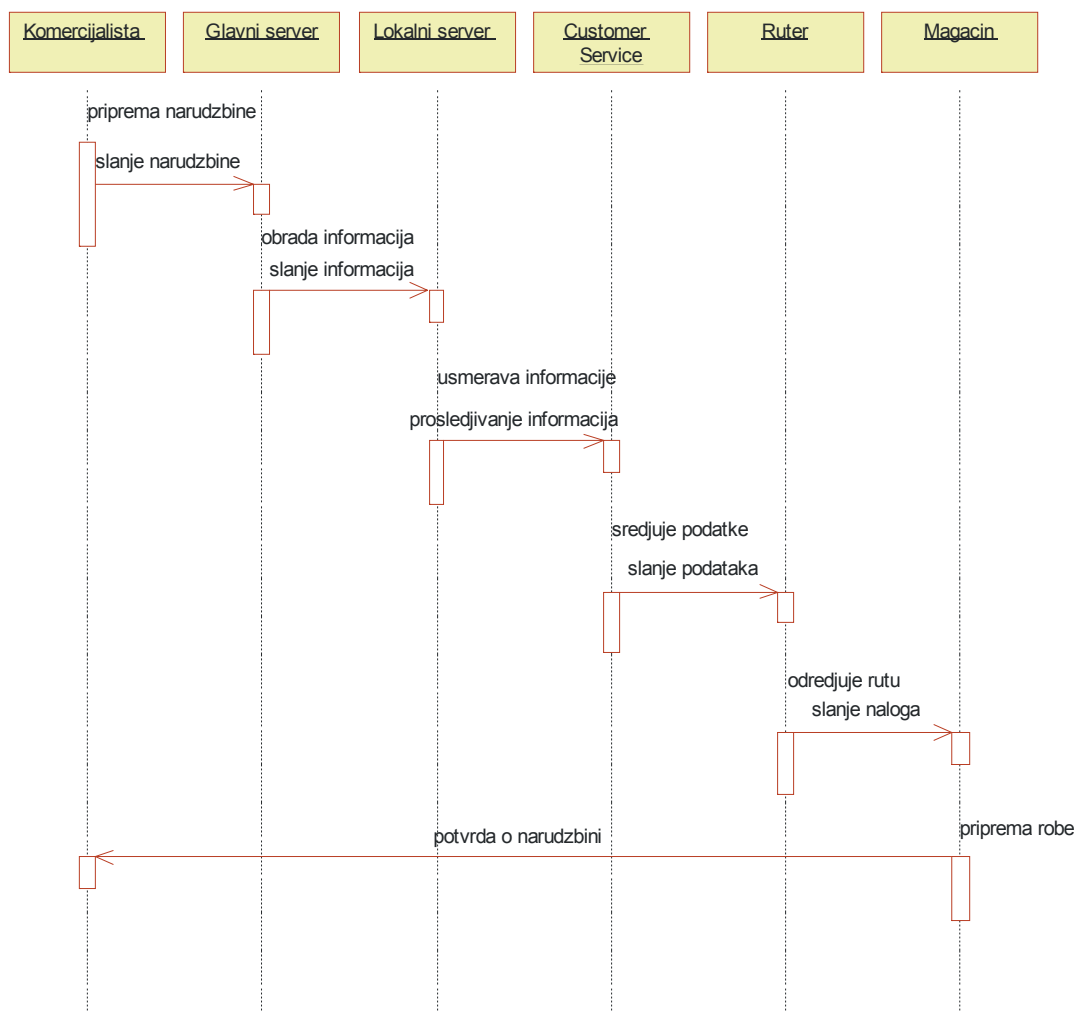 Komercijalista
Glavni server
Lokalni server
Customer
Service
Ruter
Magacin
priprema narudzbine
slanje narudzbine
obrada informacija
slanje informacija
usmerava informacije
prosledjivanje informacija
sredjuje podatke
slanje podataka
odredjuje rutu
slanje naloga
priprema robe
potvrda o narudzbini